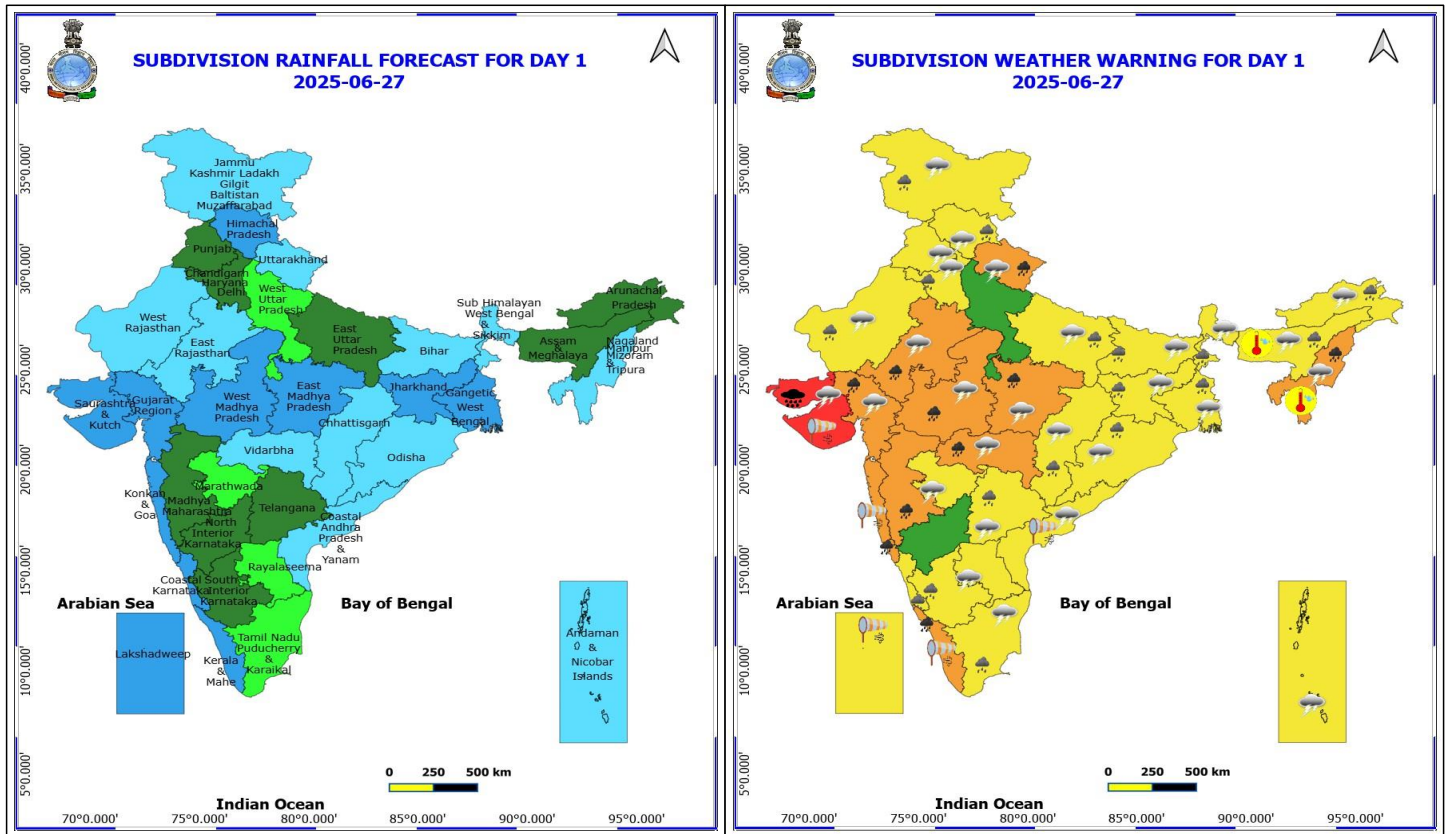 SUBDIVISION RAINFALL FORECAST FOR DAY 1
2025-06-27
40°0.000'
35°0.000'
30°0.000'
25°0.000'
20°0.000'
15°0.000'
10°0.000'
5°0.000'
Jammu
Kashmir Ladakh
Gilgit
Baltistan
Muzaffarabad
Himachal
Pradesh
Punjab
Uttarakhand
Chandigarh
Haryana
Delhi
West
Uttar
Pradesh
Arunachal
Pradesh
West
Rajasthan
East
Rajasthan
East
Uttar
Pradesh
Sub Himalayan
West Bengal
&
Sikkim
Bihar
Assam
&
Meghalaya
Nagaland
Manipur
Mizoram
&
Tripura
Saurashtra
&
Kutch
Gujarat
Region
West
Madhya
Pradesh
East
Madhya
Pradesh
Jharkhand
Gangetic
West
Bengal
Chhattisgarh
Vidarbha
Odisha
Marathwada
Konkan
&
Goa
Madhya
Maharashtra
Telangana
North
Interior
Karnataka
Coastal
Andhra
Pradesh
&
Yanam
Rayalaseema
Coastal
Karnataka
South
Interior
Karnataka
Arabian Sea
Bay of Bengal
Lakshadweep
Kerala
&
Mahe
Tamil Nadu
Puducherry
&
Karaikal
Andaman
&
Nicobar
Islands
0 250 500 km
Indian Ocean
70°0.000' 75°0.000' 80°0.000' 85°0.000' 90°0.000' 95°0.000'
SUBDIVISION WEATHER WARNING FOR DAY 1
2025-06-27
40°0.000'
35°0.000'
30°0.000'
25°0.000'
20°0.000'
15°0.000'
10°0.000'
5°0.000'
Arabian Sea
Bay of Bengal
0 250 500 km
Indian Ocean
70°0.000' 75°0.000' 80°0.000' 85°0.000' 90°0.000' 95°0.000'